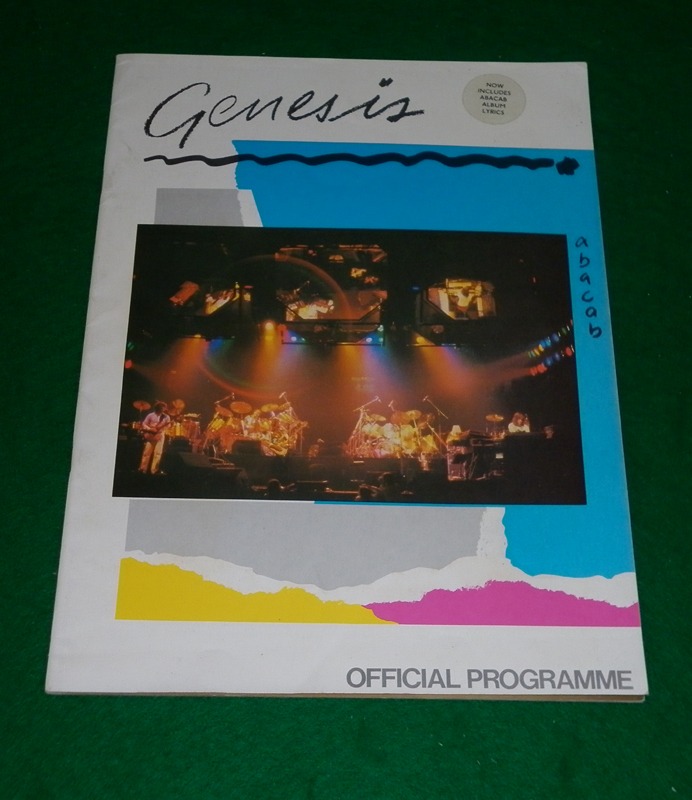 Genesis
NOW
INCLUDES
ABACAB
ALBUM
LYRICS
abacab
OFFICIAL PROGRAMME